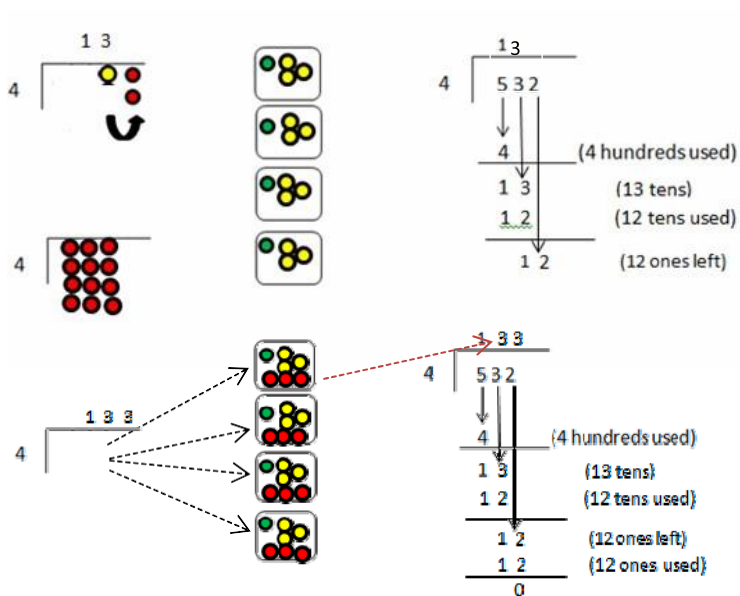 1 3
4
4
1 3
4
5 3 2
4 (4 hundreds used)
1 3 (13 tens)
1 2 (12 tens used)
1 2 (12 ones left)
1 3 3
4
1 3 3
4
5 3 2
4 (4 hundreds used)
1 3 (13 tens)
1 2 (12 tens used)
1 2 (12 ones left)
1 2 (12 ones used)
0